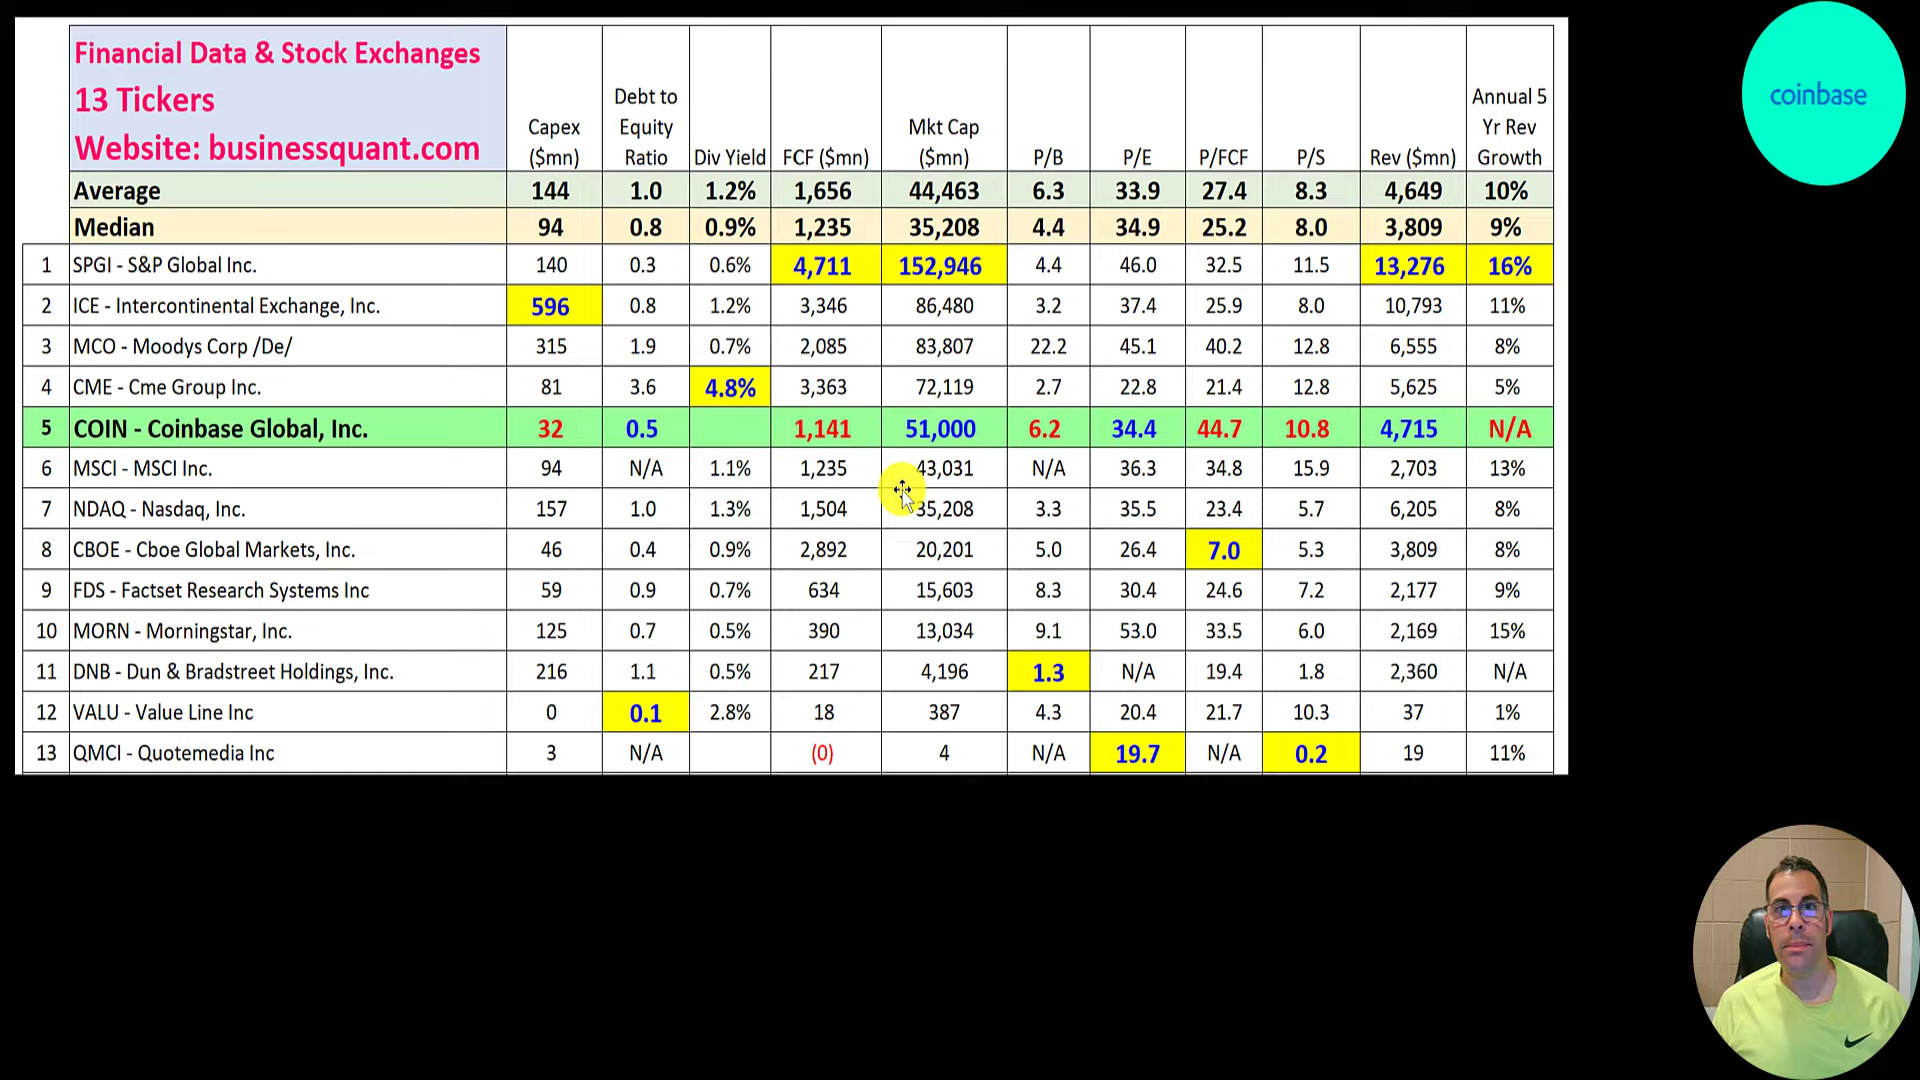 Financial Data & Stock Exchanges
13 Tickers
Website: businessquant.com
Capex ($mn) Debt to Equity Ratio Div Yield FCF ($mn) Mkt Cap ($mn) P/B P/E P/FCF P/S Rev ($mn) Annual 5 Yr Rev Growth
Average 144 1.0 1.2% 1,656 44,463 6.3 33.9 27.4 8.3 4,649 10%
Median 94 0.8 0.9% 1,235 35,208 4.4 34.9 25.2 8.0 3,809 9%
1 SPGI - S&P Global Inc. 140 0.3 0.6% 4,711 152,946 4.4 46.0 32.5 11.5 13,276 16%
2 ICE - Intercontinental Exchange, Inc. 596 0.8 1.2% 3,346 86,480 3.2 37.4 25.9 8.0 10,793 11%
3 MCO - Moodys Corp /De/ 315 1.9 0.7% 2,085 83,807 22.2 45.1 40.2 12.8 6,555 8%
4 CME - Cme Group Inc. 81 3.6 4.8% 3,363 72,119 2.7 22.8 21.4 12.8 5,625 5%
5 COIN - Coinbase Global, Inc. 32 0.5 1,141 51,000 6.2 34.4 44.7 10.8 4,715 N/A
6 MSCI - MSCI Inc. 94 N/A 1.1% 1,235 43,031 N/A 36.3 34.8 15.9 2,703 13%
7 NDAQ - Nasdaq, Inc. 157 1.0 1.3% 1,504 35,208 3.3 35.5 23.4 5.7 6,205 8%
8 CBOE - Cboe Global Markets, Inc. 46 0.4 0.9% 2,892 20,201 5.0 26.4 7.0 5.3 3,809 8%
9 FDS - Factset Research Systems Inc 59 0.9 0.7% 634 15,603 8.3 30.4 24.6 7.2 2,177 9%
10 MORN - Morningstar, Inc. 125 0.7 0.5% 390 13,034 9.1 53.0 33.5 6.0 2,169 15%
11 DNB - Dun & Bradstreet Holdings, Inc. 216 1.1 0.5% 217 4,196 1.3 N/A 19.4 1.8 2,360 N/A
12 VALU - Value Line Inc 0 0.1 2.8% 18 387 4.3 20.4 21.7 10.3 37 1%
13 QMCI - Quotemedia Inc 3 N/A (0) 4 N/A 19.7 N/A 0.2 19 11%
coinbase